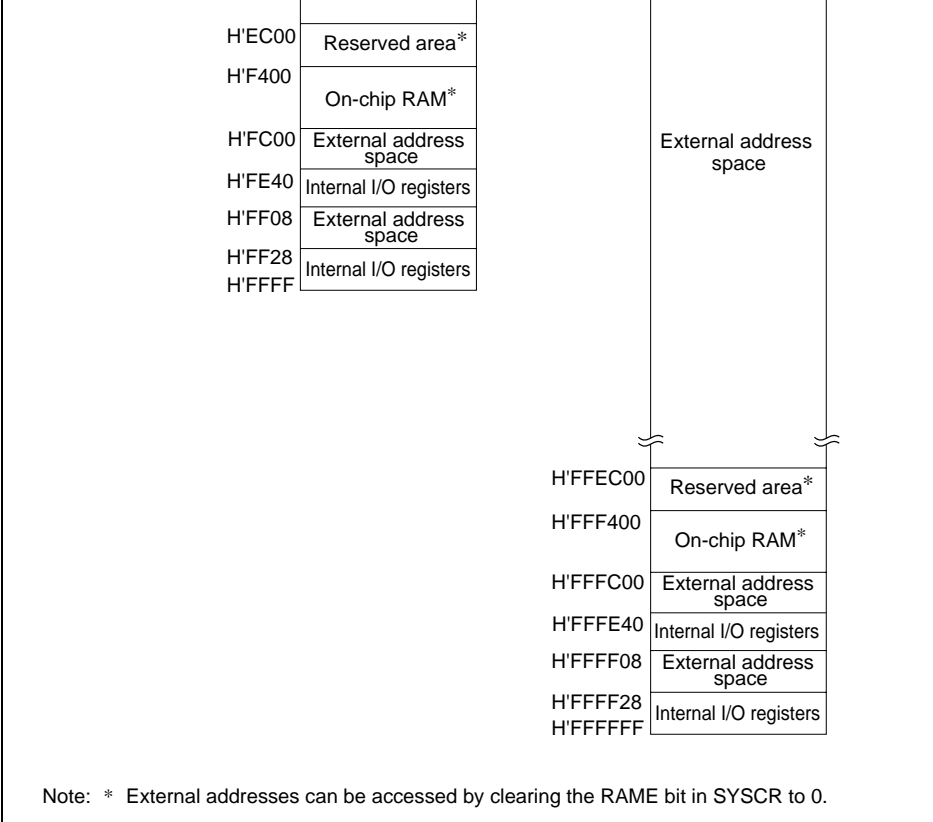 H'EC00
Reserved area*
H'F400
On-chip RAM*
H'FC00
External address
space
H'FE40
Internal I/O registers
H'FF08
External address
space
H'FF28
Internal I/O registers
H'FFFF
External address
space
H'FFEC00
Reserved area*
H'FFF400
On-chip RAM*
H'FFFC00
External address
space
H'FFFE40
Internal I/O registers
H'FFFF08
External address
space
H'FFFF28
Internal I/O registers
H'FFFFFF
Note: * External addresses can be accessed by clearing the RAME bit in SYSCR to 0.